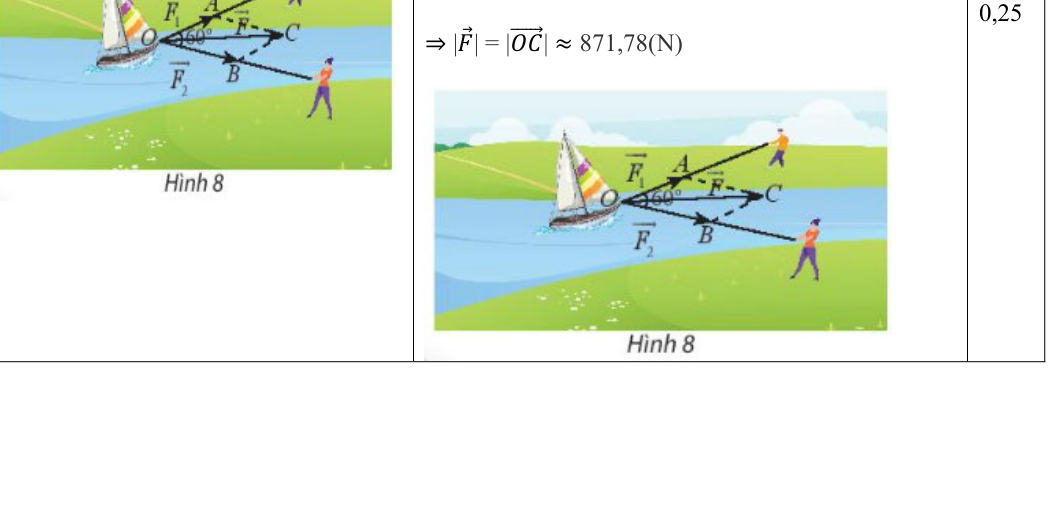 F₁ A F
O 60° C
F₂ B
Hình 8
⇒ |F⃗| = |OC⃗| ≈ 871,78(N)
F₁⃗ A F⃗
O 60° C
F₂⃗ B
Hình 8
0,25